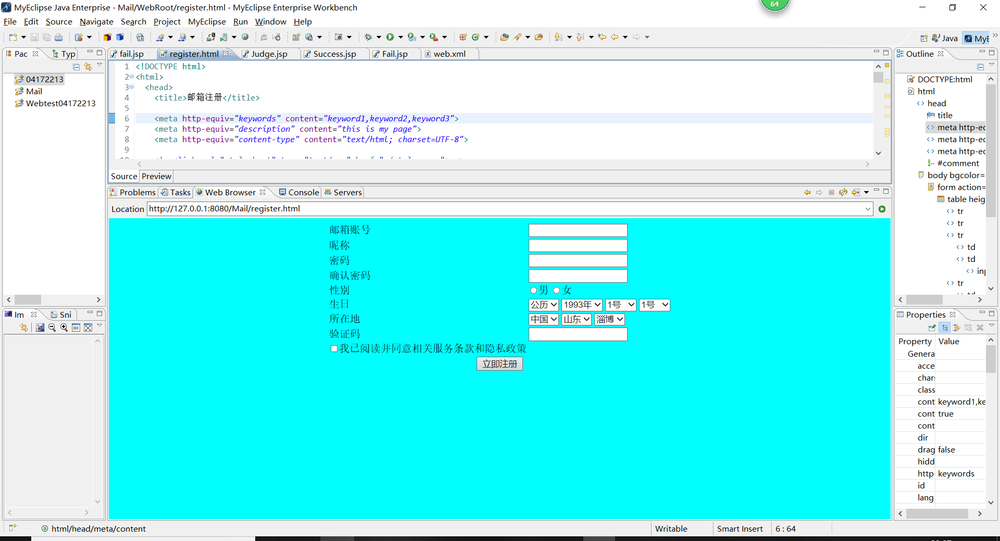 MyEclipse Java Enterprise - Mail/WebRoot/register.html - MyEclipse Enterprise Workbench
64
File Edit Source Navigate Search Project MyEclipse Run Window Help
Java MyE
Pac Typ
04172213
Mail
Webtest04172213
fail.jsp register.html Judge.jsp Success.jsp Fail.jsp web.xml
1 <!DOCTYPE html>
2 <html>
3 <head>
4 <title>邮箱注册</title>
5
6 <meta http-equiv="keywords" content="keyword1,keyword2,keyword3">
7 <meta http-equiv="description" content="this is my page">
8 <meta http-equiv="content-type" content="text/html; charset=UTF-8">
9
Source Preview
Problems Tasks Web Browser Console Servers
Location http://127.0.0.1:8080/Mail/register.html
邮箱账号
昵称
密码
确认密码
性别 男 女
生日 公历 1993年 1号 1号
所在地 中国 山东 淄博
验证码
我已阅读并同意相关服务条款和隐私政策
立即注册
Outline
DOCTYPE:html
html
head
title
meta http-ec
meta http-ec
meta http-ec
#comment
body bgcolor=
form action=
table heig
tr
tr
tr
td
td
inp
tr
Im Sni
Properties
Property Value
Genera
acce
char
class
cont keyword1,ke
cont true
cont
dir
drag false
hidd
http- keywords
id
lang
html/head/meta/content
Writable Smart Insert 6 : 64